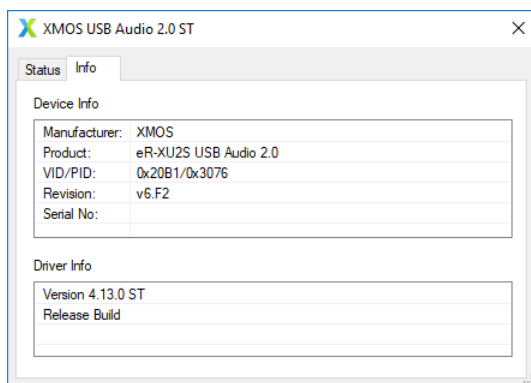 XMOS USB Audio 2.0 ST
Status Info
Device Info
Manufacturer: XMOS
Product: eR-XU2S USB Audio 2.0
VID/PID: 0x20B1/0x3076
Revision: v6.F2
Serial No:
Driver Info
Version 4.13.0 ST
Release Build